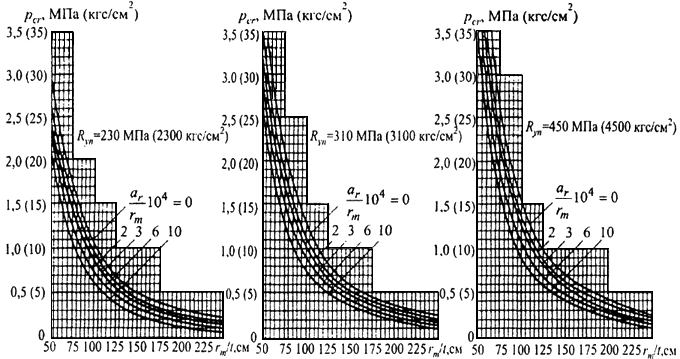 p_cr, МПа (кгс/см²)
3,5 (35)
3,0 (30)
2,5 (25)
2,0 (20)
1,5 (15)
1,0 (10)
0,5 (5)
0
R_yn=230 МПа (2300 кгс/см²)
a_r/r_m 10⁴ = 0
2 3 6 10
50 75 100 125 150 175 200 225 r_m/t,см
p_cr, МПа (кгс/см²)
3,5 (35)
3.0 (30)
2,5 (25)
2,0 (20)
1,5 (15)
1,0 (10)
0,5 (5)
0
R_yn=310 МПа (3100 кгс/см²)
a_r/r_m 10⁴ = 0
2 3 6 10
50 75 100 125 150 175 200 225 r_m/t,см
p_cr, МПа (кгс/см²)
3,5 (35)
3,0 (30)
2,5 (25)
2,0 (20)
1,5 (15)
1,0 (10)
0,5 (5)
0
R_yn=450 МПа (4500 кгс/см²)
a_r/r_m 10⁴ = 0
2 3 6 10
50 75 100 125 150 175 200 225 r_m/t,см